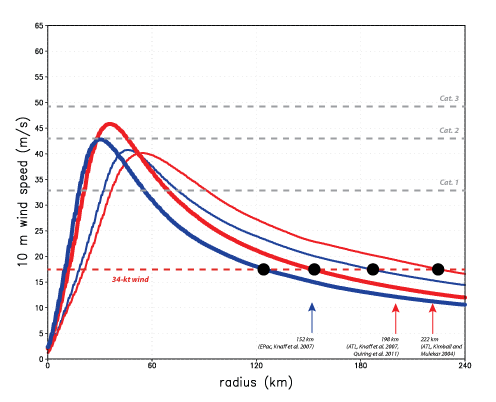 10 m wind speed (m/s)
65
60
55
50
45
40
35
30
25
20
15
10
5
0
Cat. 3
Cat. 2
Cat. 1
34-kt wind
152 km
(EPac, Knaff et al. 2007)
198 km
(ATL, Knaff et al. 2007,
Quiring et al. 2011)
222 km
(ATL, Kimball and
Mulekar 2004)
0
60
120
180
240
radius (km)